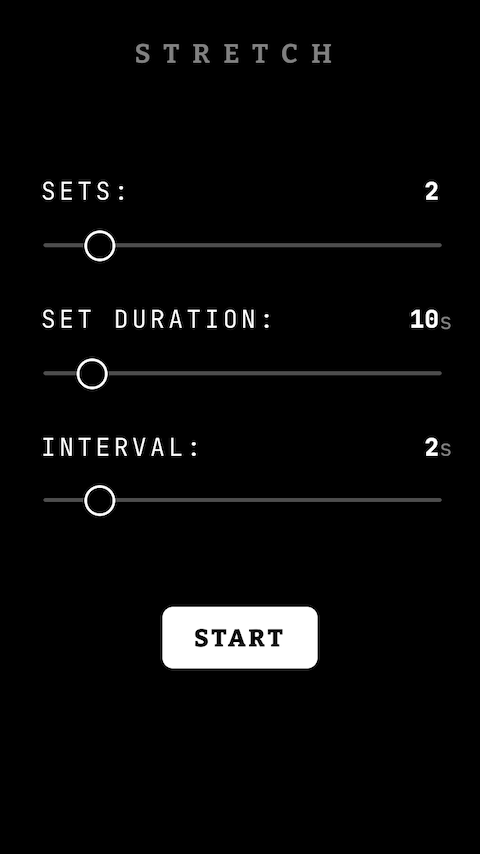 STRETCH
SETS: 2
SET DURATION: 10s
INTERVAL: 2s
START